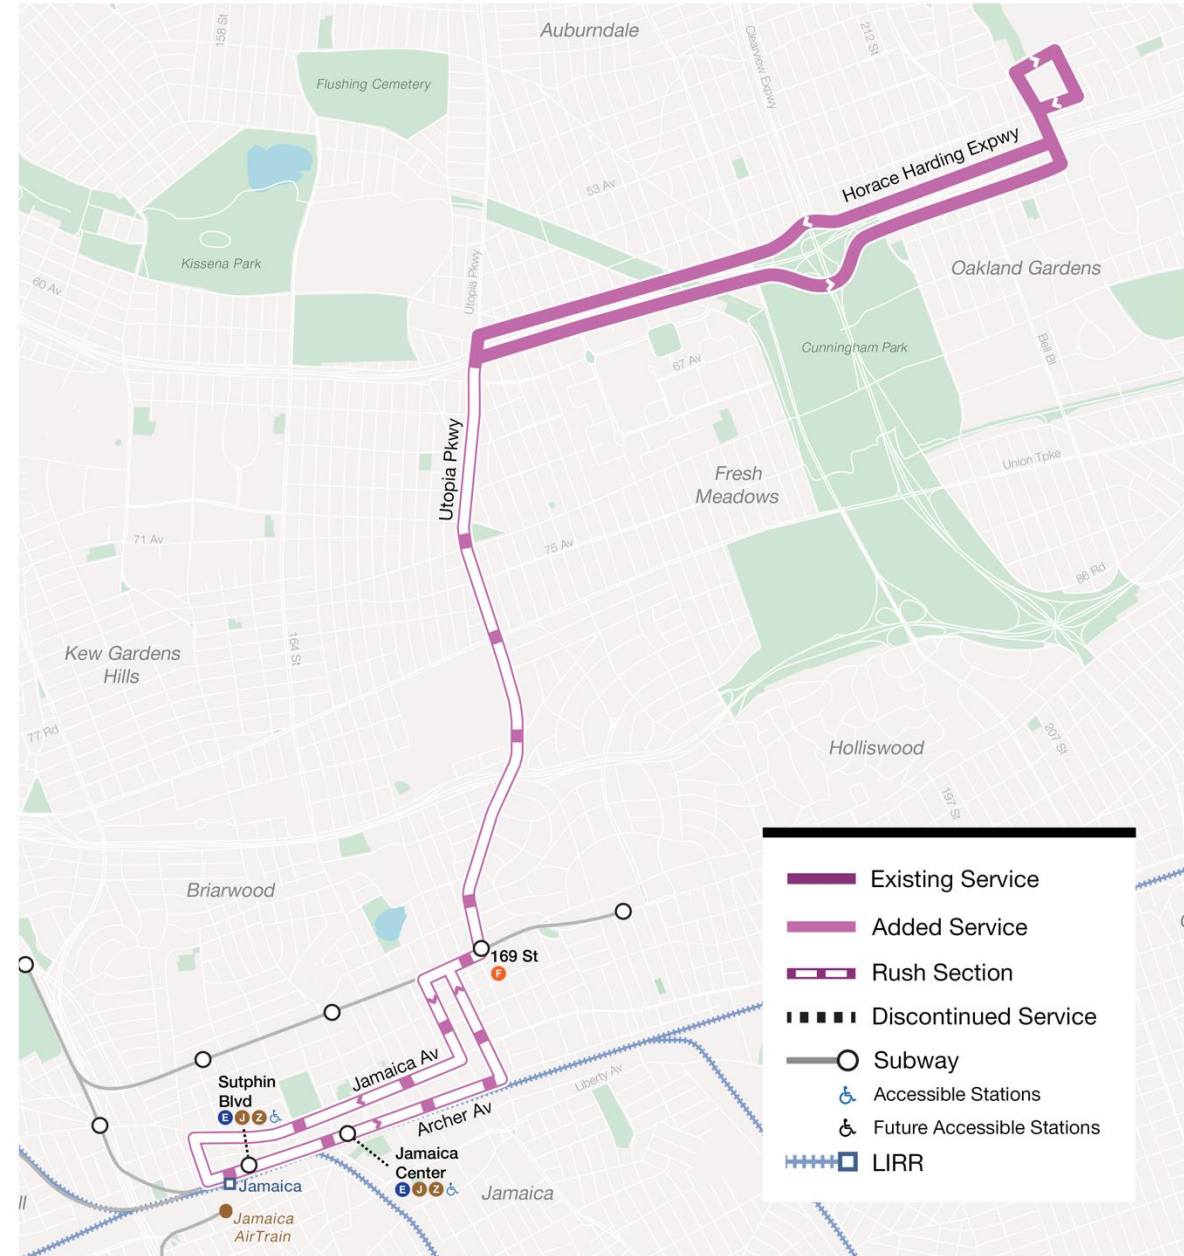 158 St
Auburndale
Clearview Expwy
212 St
Flushing Cemetery
Horace Harding Expwy
53 Av
Kissena Park
Utopia Pkwy
60 Av
Oakland Gardens
Cunningham Park
Bell Bl
67 Av
Utopia Pkwy
Union Tpke
Fresh
Meadows
71 Av
75 Av
86 Rd
Kew Gardens
Hills
164 St
77 Rd
207 St
Holliswood
197 St
Briarwood
169 St
F
Jamaica Av
Liberty Av
Sutphin
Blvd
E J Z
Archer Av
Jamaica
Center
E J Z
Jamaica
Jamaica
Jamaica
AirTrain
ll
Existing Service
Added Service
Rush Section
Discontinued Service
Subway
Accessible Stations
Future Accessible Stations
LIRR